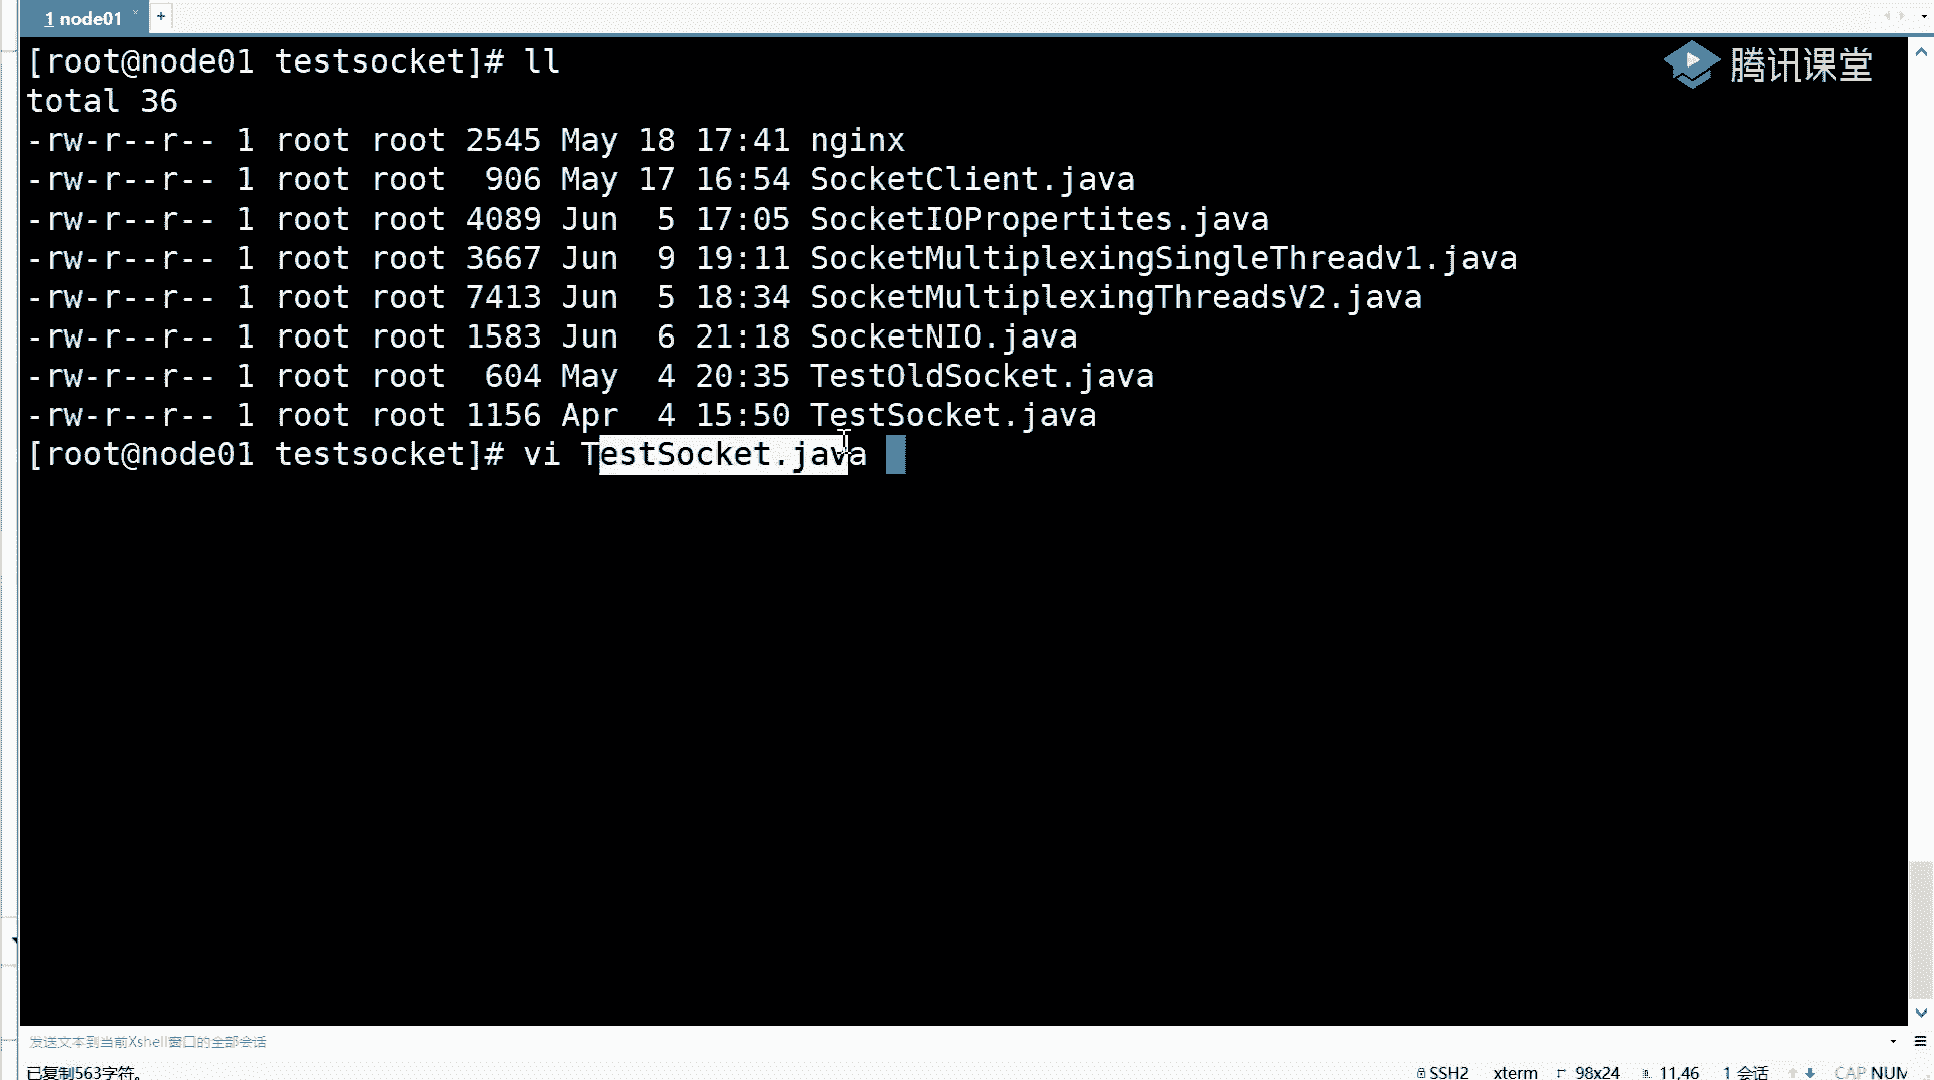 1 node01 × +
[root@node01 testsocket]# ll
腾讯课堂
total 36
-rw-r--r-- 1 root root 2545 May 18 17:41 nginx
-rw-r--r-- 1 root root  906 May 17 16:54 SocketClient.java
-rw-r--r-- 1 root root 4089 Jun  5 17:05 SocketIOPropertites.java
-rw-r--r-- 1 root root 3667 Jun  9 19:11 SocketMultiplexingSingleThreadv1.java
-rw-r--r-- 1 root root 7413 Jun  5 18:34 SocketMultiplexingThreadsV2.java
-rw-r--r-- 1 root root 1583 Jun  6 21:18 SocketNIO.java
-rw-r--r-- 1 root root  604 May  4 20:35 TestOldSocket.java
-rw-r--r-- 1 root root 1156 Apr  4 15:50 TestSocket.java
[root@node01 testsocket]# vi TestSocket.java
发送文本到当前Xshell窗口的全部会话
已复制563字符。 SSH2 xterm 98x24 11,46 1 会话 CAP NUM